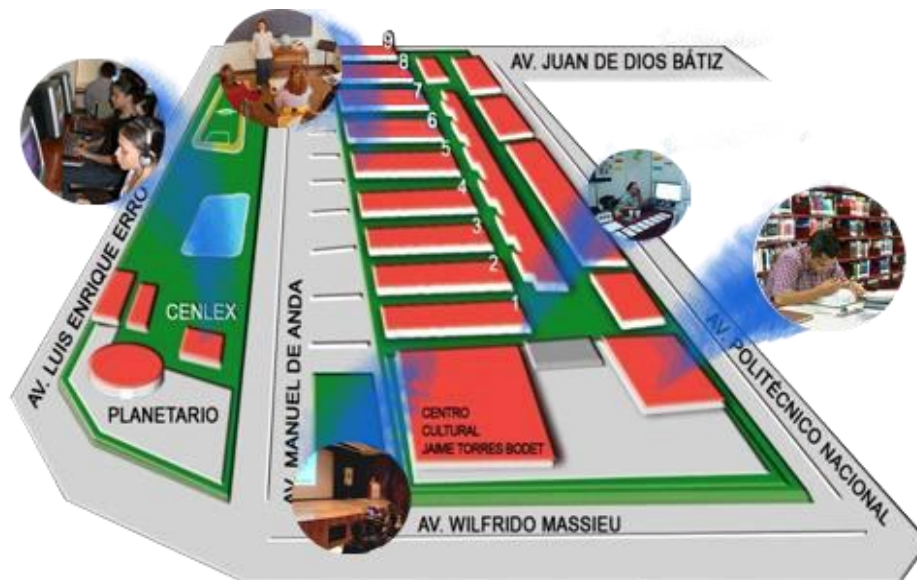 9
8
7
6
5
4
3
2
1
AV. JUAN DE DIOS BÁTIZ
AV. LUIS ENRIQUE ERRO
CENLEX
PLANETARIO
AV. MANUEL DE ANDA
CENTRO
CULTURAL
JAIME TORRES BODET
AV. POLITÉCNICO NACIONAL
AV. WILFRIDO MASSIEU